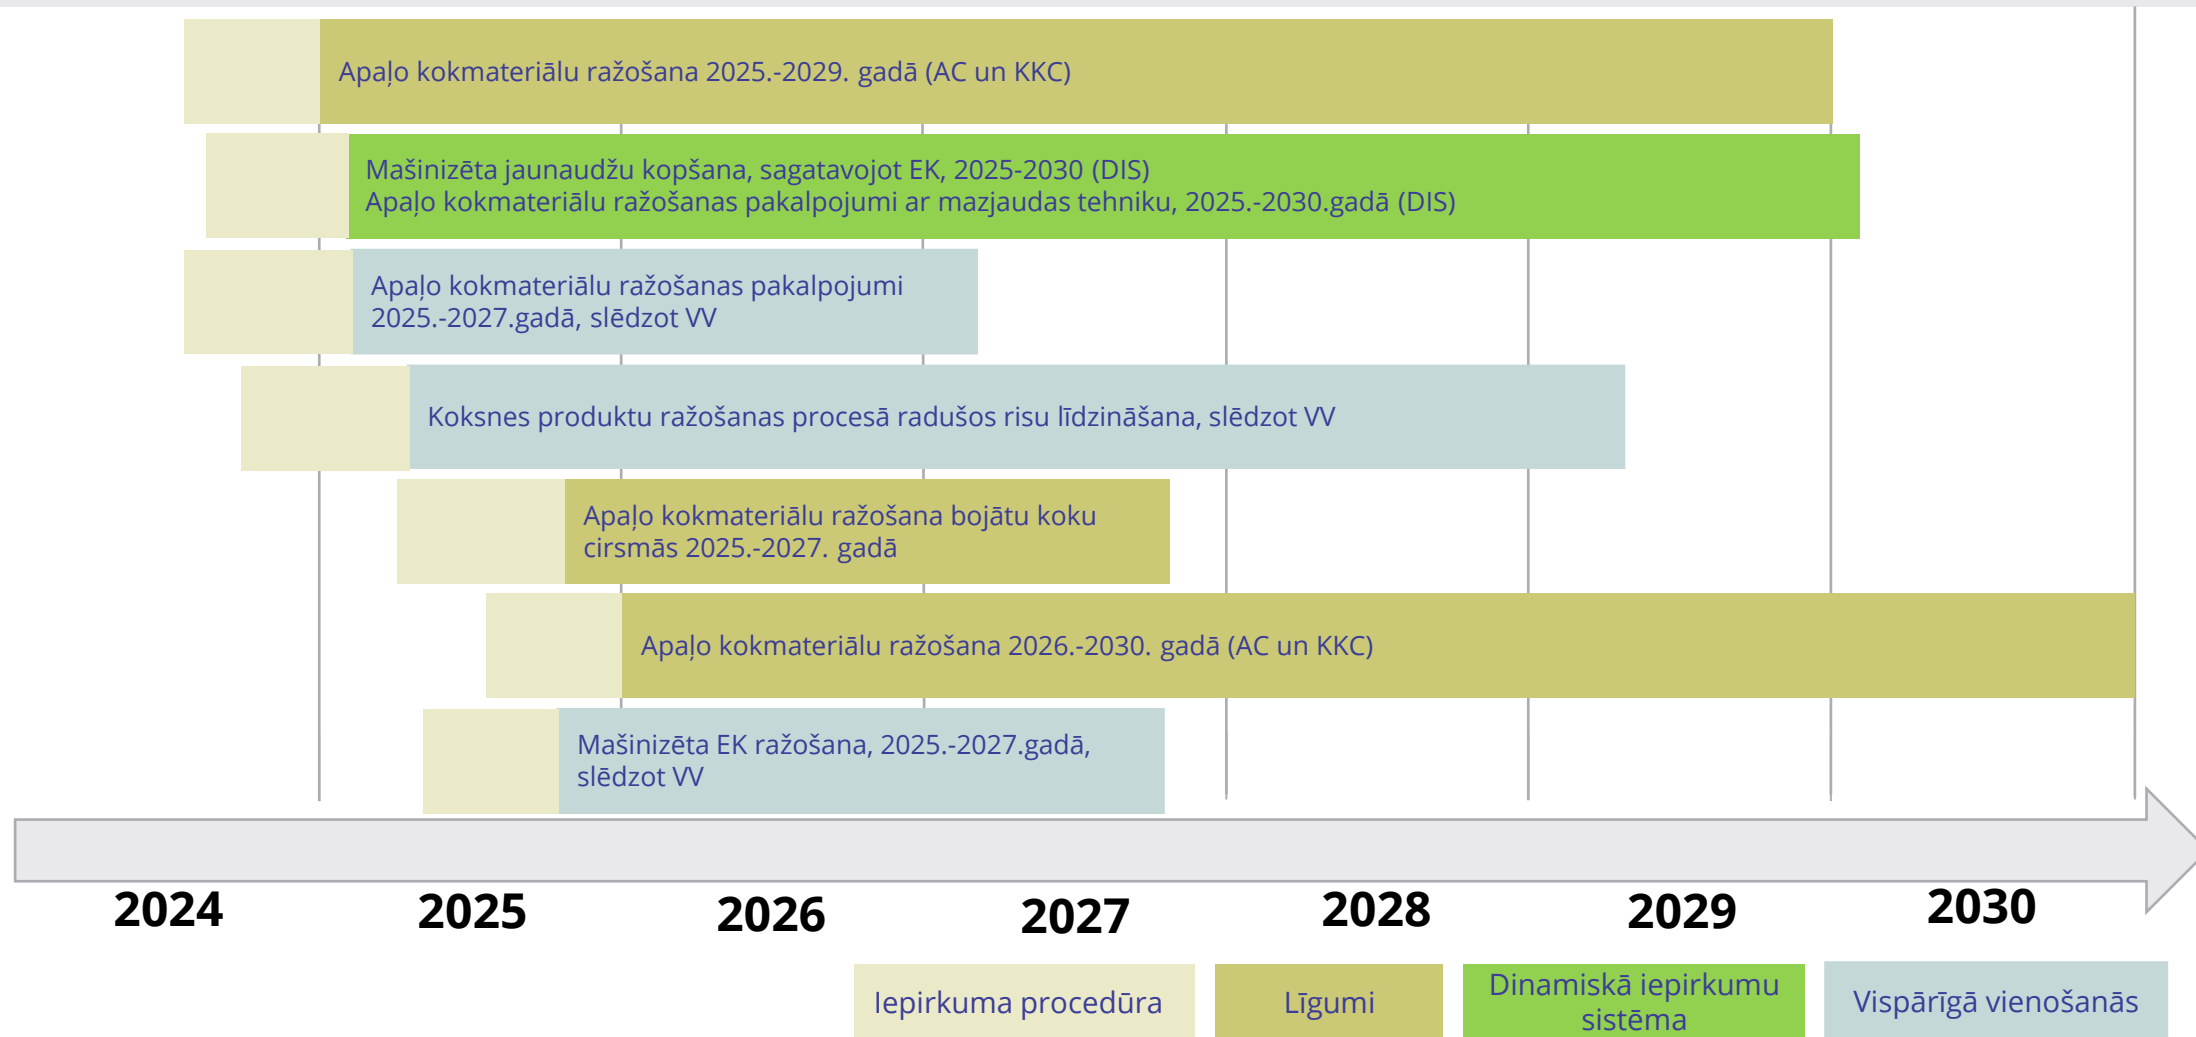 Apaļo kokmateriālu ražošana 2025.-2029. gadā (AC un KKC)
Mašinizēta jaunaudžu kopšana, sagatavojot EK, 2025-2030 (DIS)
Apaļo kokmateriālu ražošanas pakalpojumi ar mazjaudas tehniku, 2025.-2030.gadā (DIS)
Apaļo kokmateriālu ražošanas pakalpojumi
2025.-2027.gadā, slēdzot VV
Koksnes produktu ražošanas procesā radušos risu līdzināšana, slēdzot VV
Apaļo kokmateriālu ražošana bojātu koku
cirsmās 2025.-2027. gadā
Apaļo kokmateriālu ražošana 2026.-2030. gadā (AC un KKC)
Mašinizēta EK ražošana, 2025.-2027.gadā,
slēdzot VV
2024 2025 2026 2027 2028 2029 2030
Iepirkuma procedūra
Līgumi
Dinamiskā iepirkumu
sistēma
Vispārīgā vienošanās